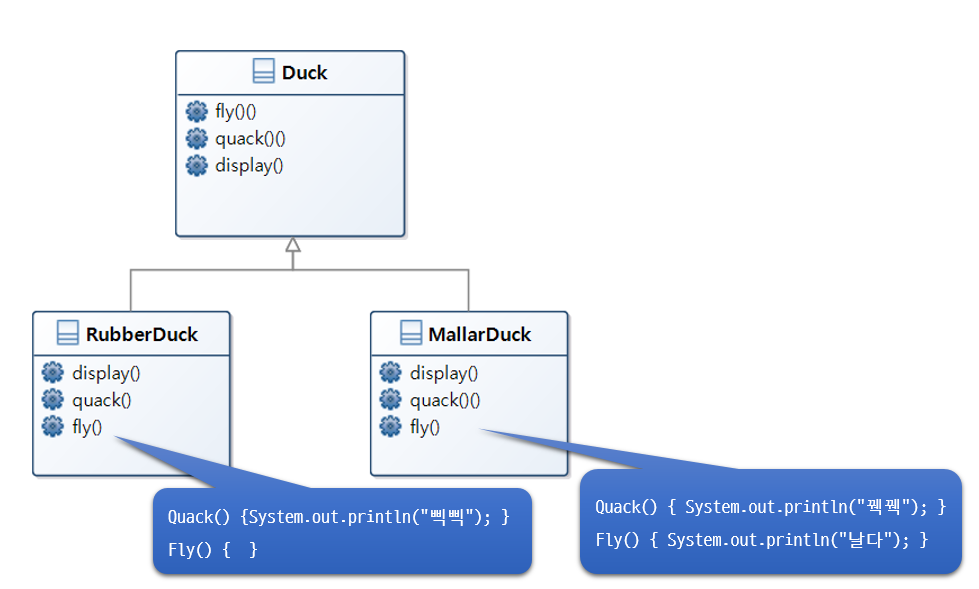 Duck
fly()()
quack()()
display()
RubberDuck
display()
quack()
fly()
MallarDuck
display()
quack()()
fly()
Quack() {System.out.println("삑삑"); }
Fly() {  }
Quack() { System.out.println("꽥꽥"); }
Fly() { System.out.println("날다"); }